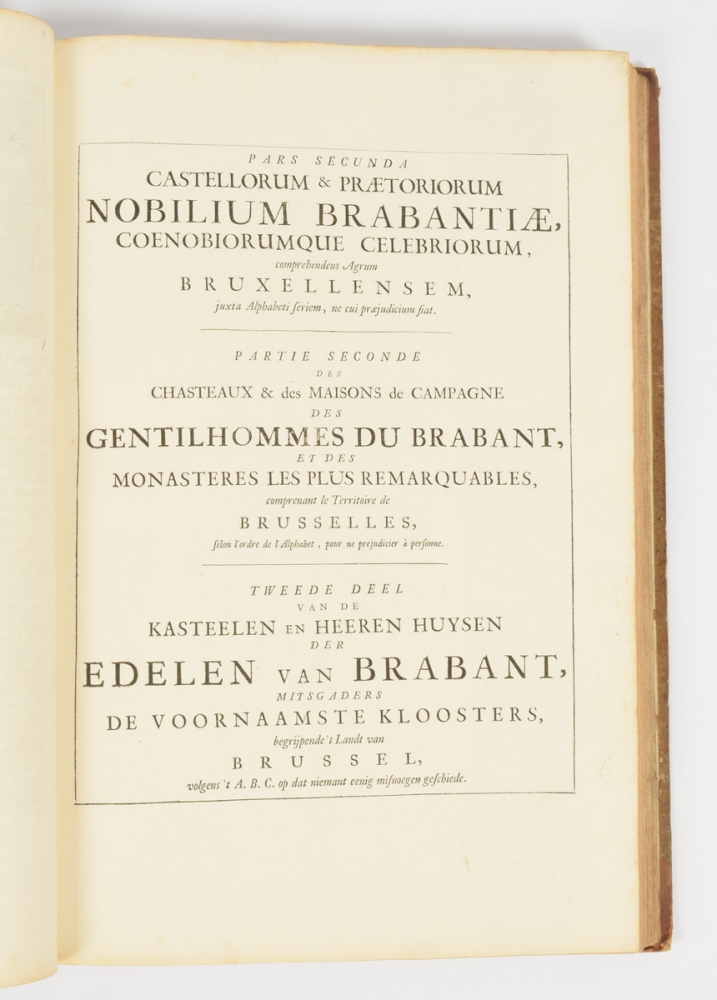 PARS SECUNDA
CASTELLORUM & PRÆTORIORUM
NOBILIUM BRABANTIÆ,
COENOBIORUMQUE CELEBRIORUM,
comprehendens Agrum
BRUXELLENSEM,
juxta Alphabeti ſeriem, ne cui præjudicium fiat.
PARTIE SECONDE
DES
CHASTEAUX & des MAISONS de CAMPAGNE
DES
GENTILHOMMES DU BRABANT,
ET DES
MONASTERES LES PLUS REMARQUABLES,
comprenant le Territoire de
BRUSSELLES,
ſelon l'ordre de l'Alphabet, pour ne prejudicier à perſonne.
TWEEDE DEEL
VAN DE
KASTEELEN EN HEEREN HUYSEN
DER
EDELEN VAN BRABANT,
MITSGADERS
DE VOORNAAMSTE KLOOSTERS,
begrijpende 't Landt van
BRUSSEL,
volgens 't A. B. C. op dat niemant eenig miſnoegen geſchiede.